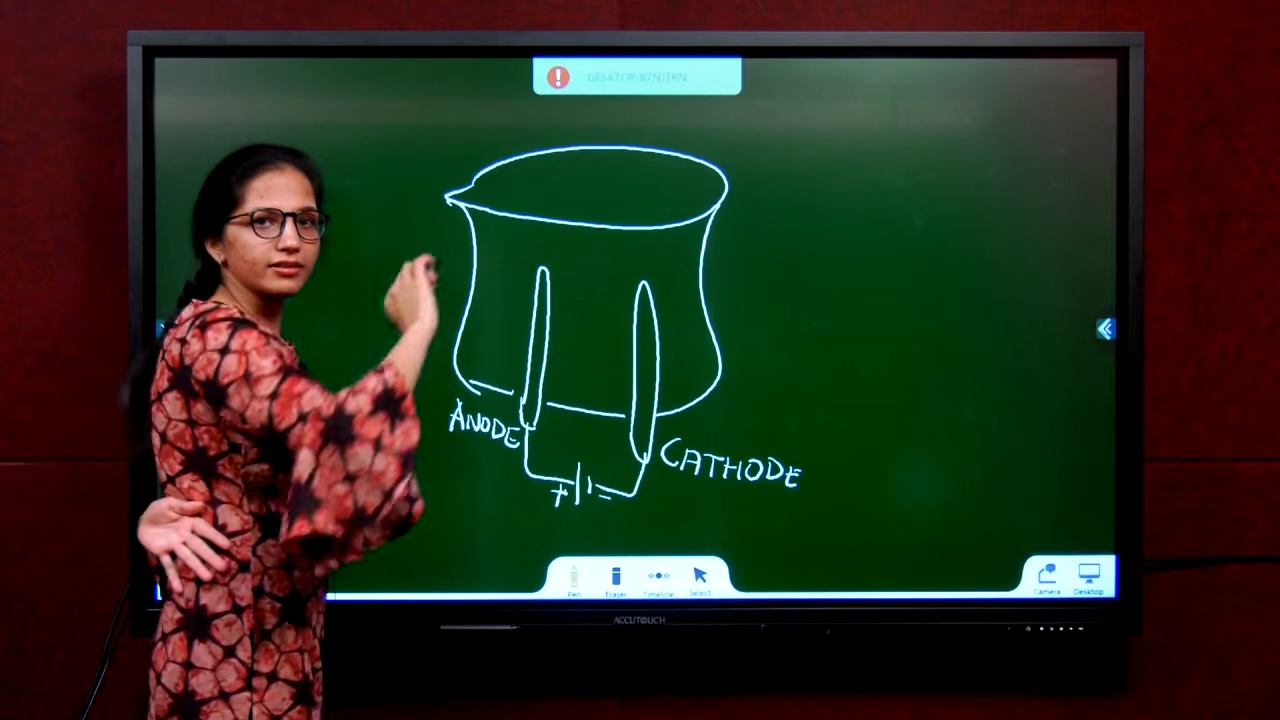 ANODE
CATHODE
+ -
Pen Eraser Timeline Select
Camera Desktop
ACCUTOUCH